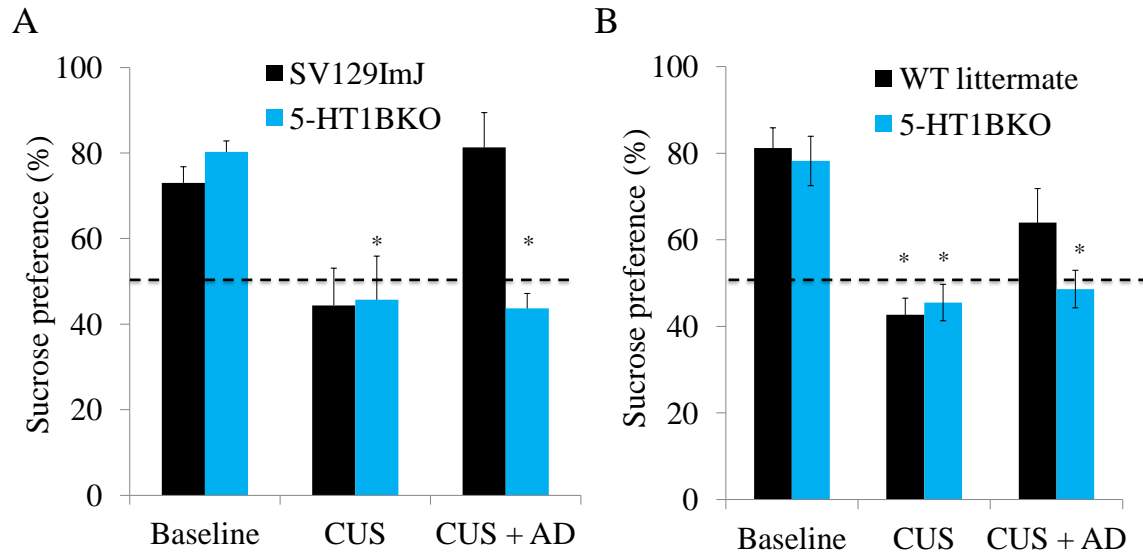 A
Sucrose preference (%)
100
80
60
40
20
0
SV129ImJ
5-HT1BKO
*
*
Baseline
CUS
CUS + AD
B
Sucrose preference (%)
100
80
60
40
20
0
WT littermate
5-HT1BKO
*
*
*
Baseline
CUS
CUS + AD